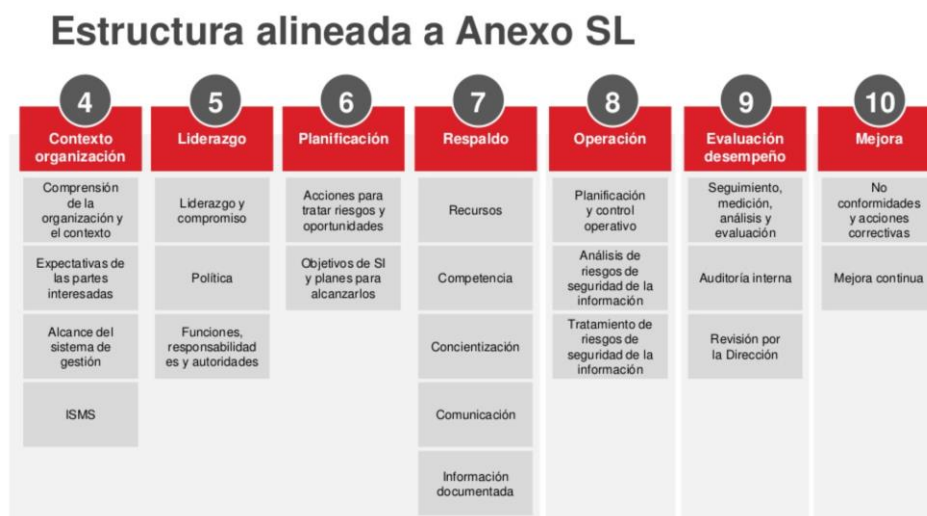 Estructura alineada a Anexo SL
4
Contexto
organización
Comprensión
de la
organización y
el contexto
Expectativas de
las partes
interesadas
Alcance del
sistema de
gestión
ISMS
5
Liderazgo
Liderazgo y
compromiso
Política
Funciones,
responsabilidad
es y autoridades
6
Planificación
Acciones para
tratar riesgos y
oportunidades
Objetivos de SI
y planes para
alcanzarlos
7
Respaldo
Recursos
Competencia
Concientización
Comunicación
Información
documentada
8
Operación
Planificación
y control
operativo
Análisis de
riesgos de
seguridad de la
información
Tratamiento de
riesgos de
seguridad de la
información
9
Evaluación
desempeño
Seguimiento,
medición,
análisis y
evaluación
Auditoría interna
Revisión por
la Dirección
10
Mejora
No
conformidades
y acciones
correctivas
Mejora continua